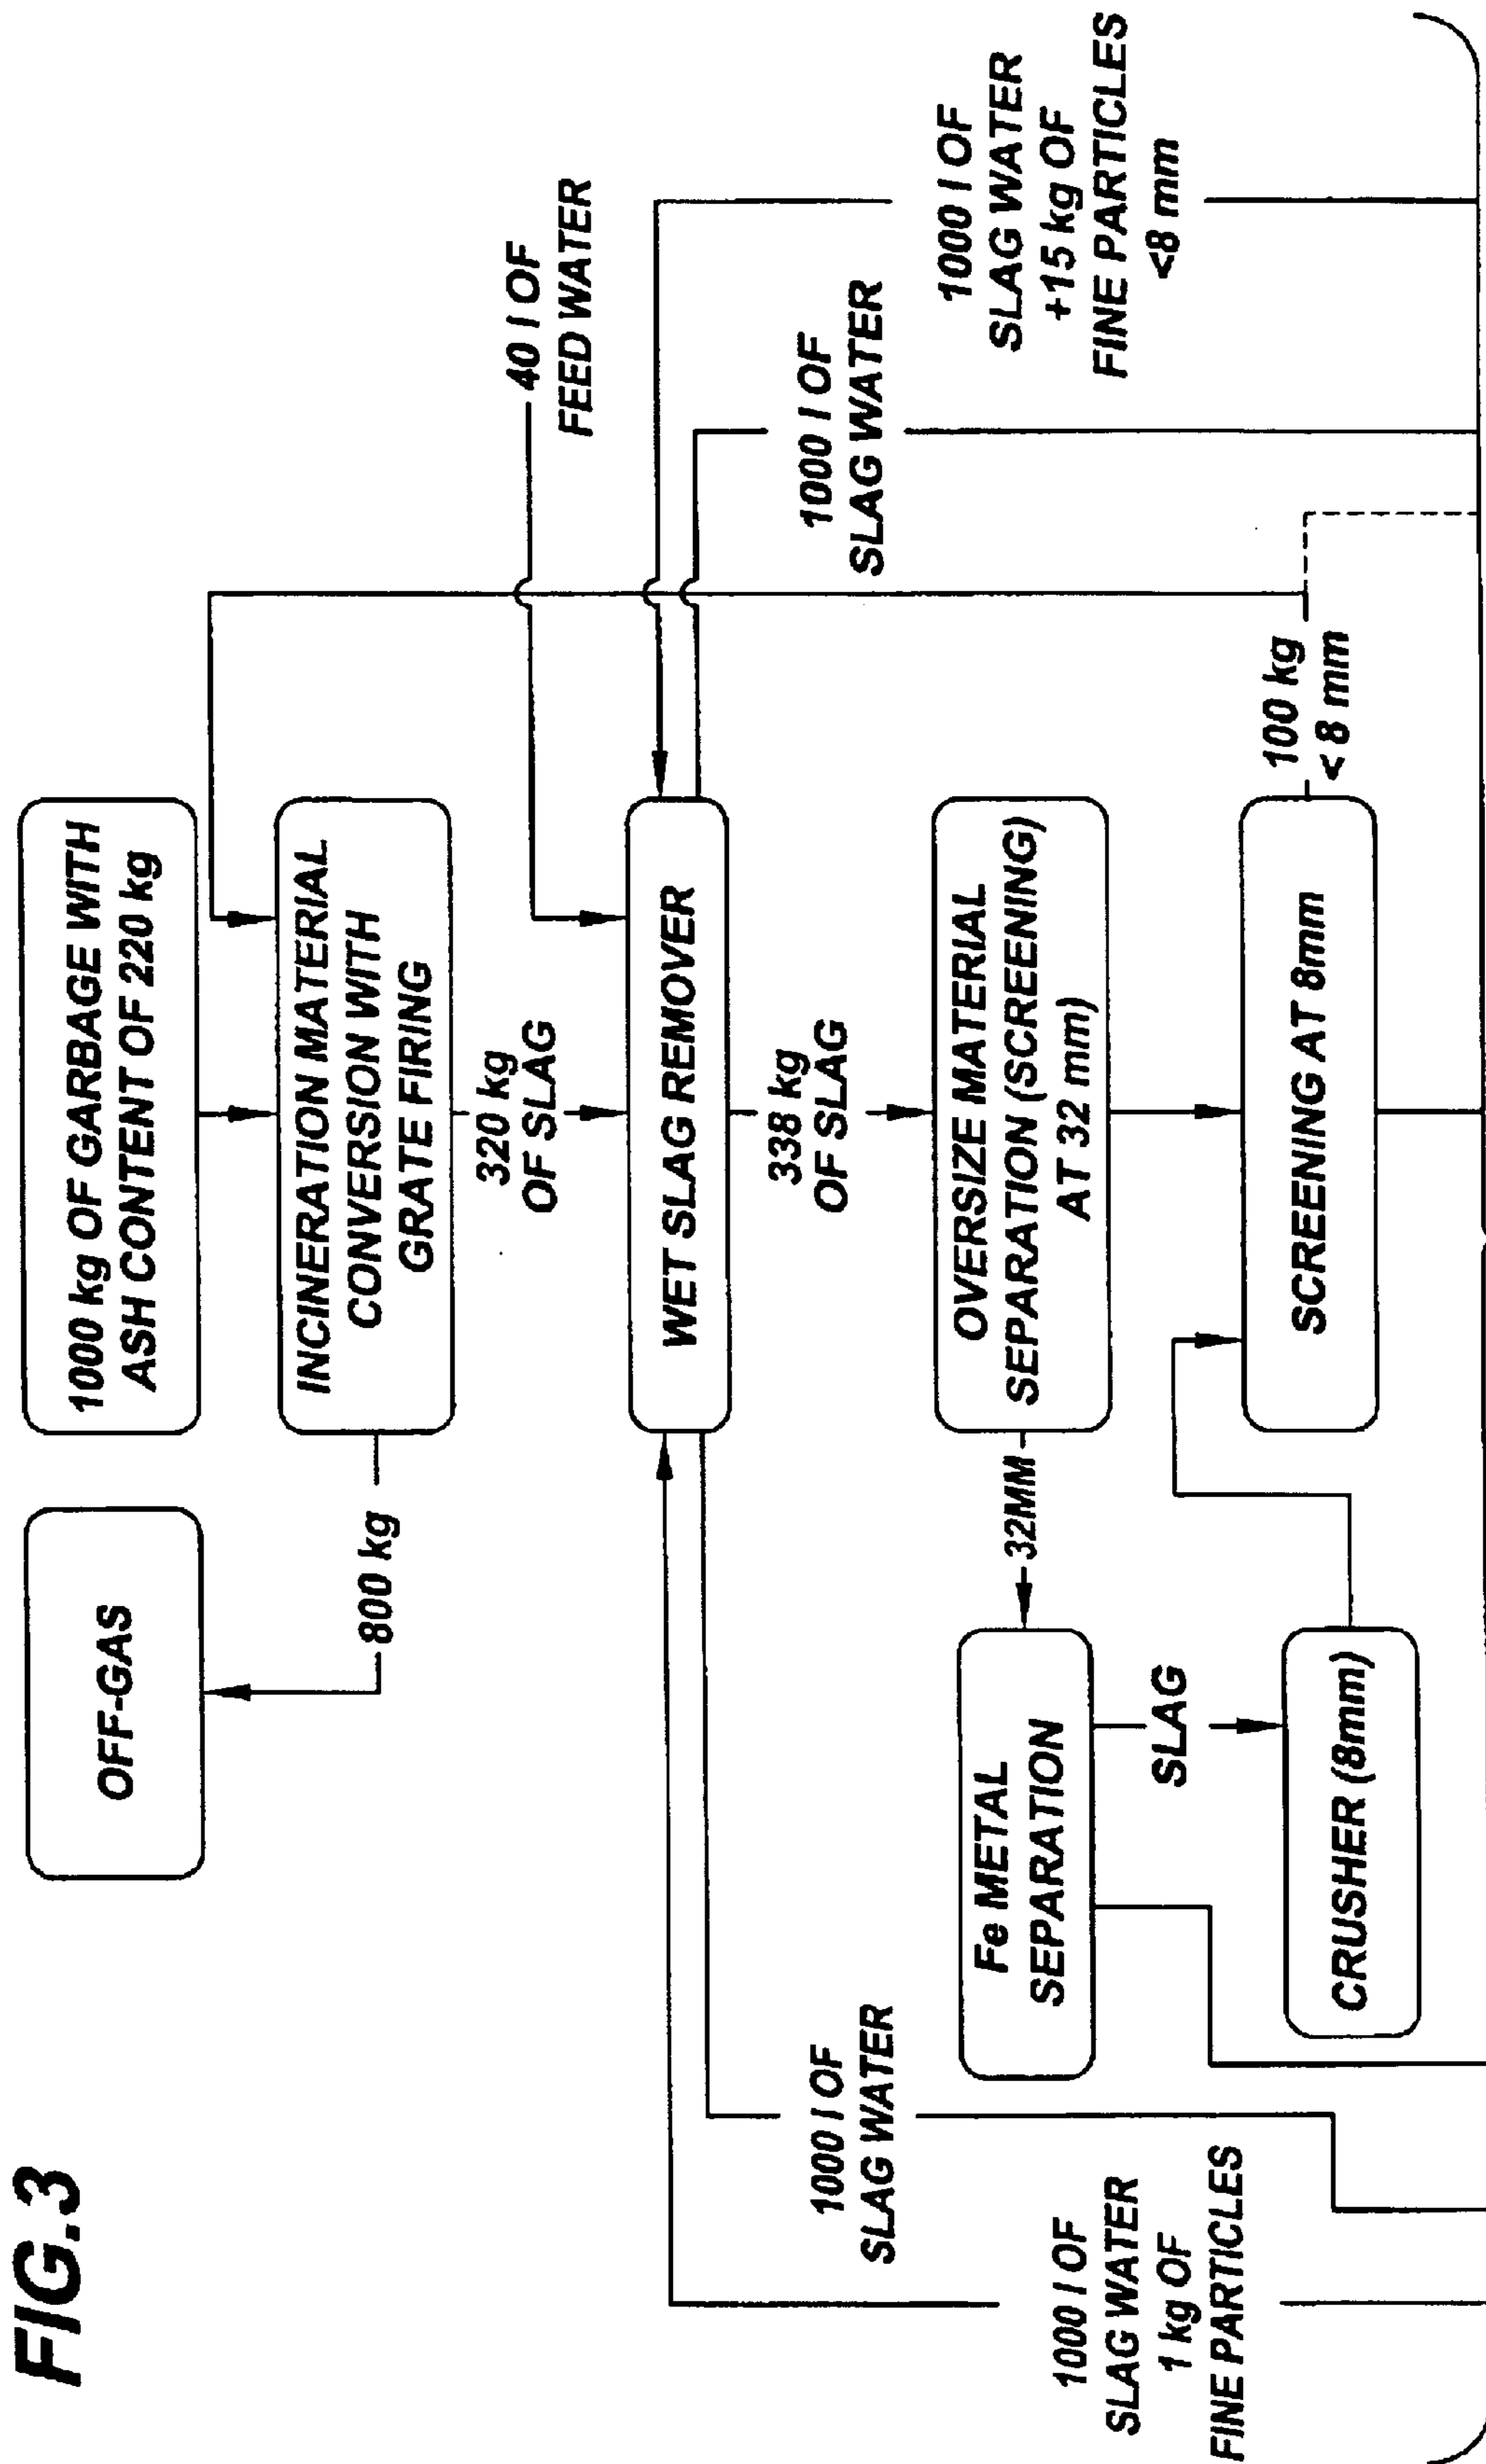 FIG.3
OFF-GAS
1000 kg OF GARBAGE WITH
ASH CONTENT OF 220 kg
800 kg
INCINERATION MATERIAL
CONVERSION WITH
GRATE FIRING
320 kg
OF SLAG
40 l OF
FEED WATER
WET SLAG REMOVER
338 kg
OF SLAG
1000 l OF
SLAG WATER
1000 l OF
SLAG WATER
1000 l OF
SLAG WATER
+15 kg OF
FINE PARTICLES
<8 mm
1000 l OF
SLAG WATER
1 kg OF
FINE PARTICLES
Fe METAL
SEPARATION
32MM
OVERSIZE MATERIAL
SEPARATION (SCREENING)
AT 32 mm)
SLAG
CRUSHER (8mm)
SCREENING AT 8mm
100 kg
< 8 mm